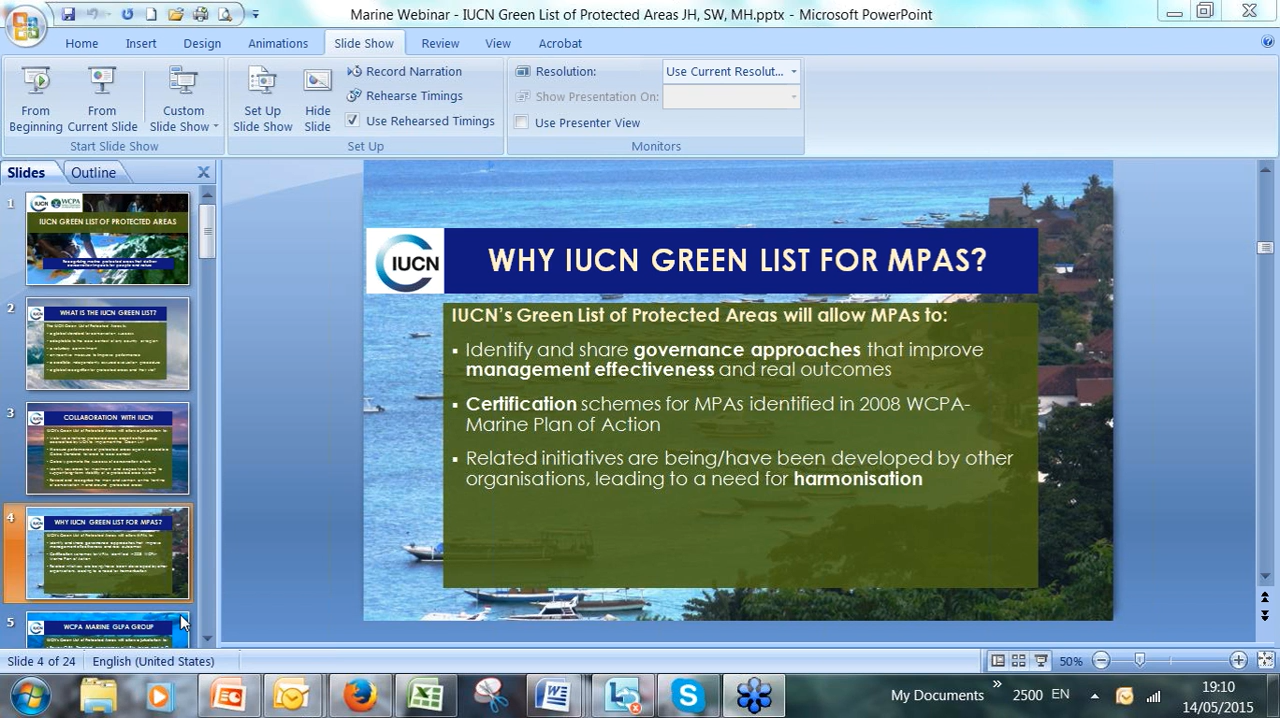 Marine Webinar - IUCN Green List of Protected Areas JH, SW, MH.pptx - Microsoft PowerPoint
Home Insert Design Animations Slide Show Review View Acrobat
From Beginning
From Current Slide
Custom Slide Show
Start Slide Show
Set Up Slide Show
Hide Slide
Record Narration
Rehearse Timings
Use Rehearsed Timings
Set Up
Resolution: Use Current Resolut...
Show Presentation On:
Use Presenter View
Monitors
Slides Outline
1
IUCN WCPA
IUCN GREEN LIST OF PROTECTED AREAS
2
WHAT IS THE IUCN GREEN LIST?
3
COLLABORATION WITH IUCN
4
WHY IUCN GREEN LIST FOR MPAS?
5
WCPA MARINE GLPA GROUP
IUCN
WHY IUCN GREEN LIST FOR MPAS?
IUCN's Green List of Protected Areas will allow MPAs to:
▪ Identify and share governance approaches that improve
management effectiveness and real outcomes
▪ Certification schemes for MPAs identified in 2008 WCPA-
Marine Plan of Action
▪ Related initiatives are being/have been developed by other
organisations, leading to a need for harmonisation
Slide 4 of 24 English (United States)
50%
My Documents » 2500 EN
19:10
14/05/2015